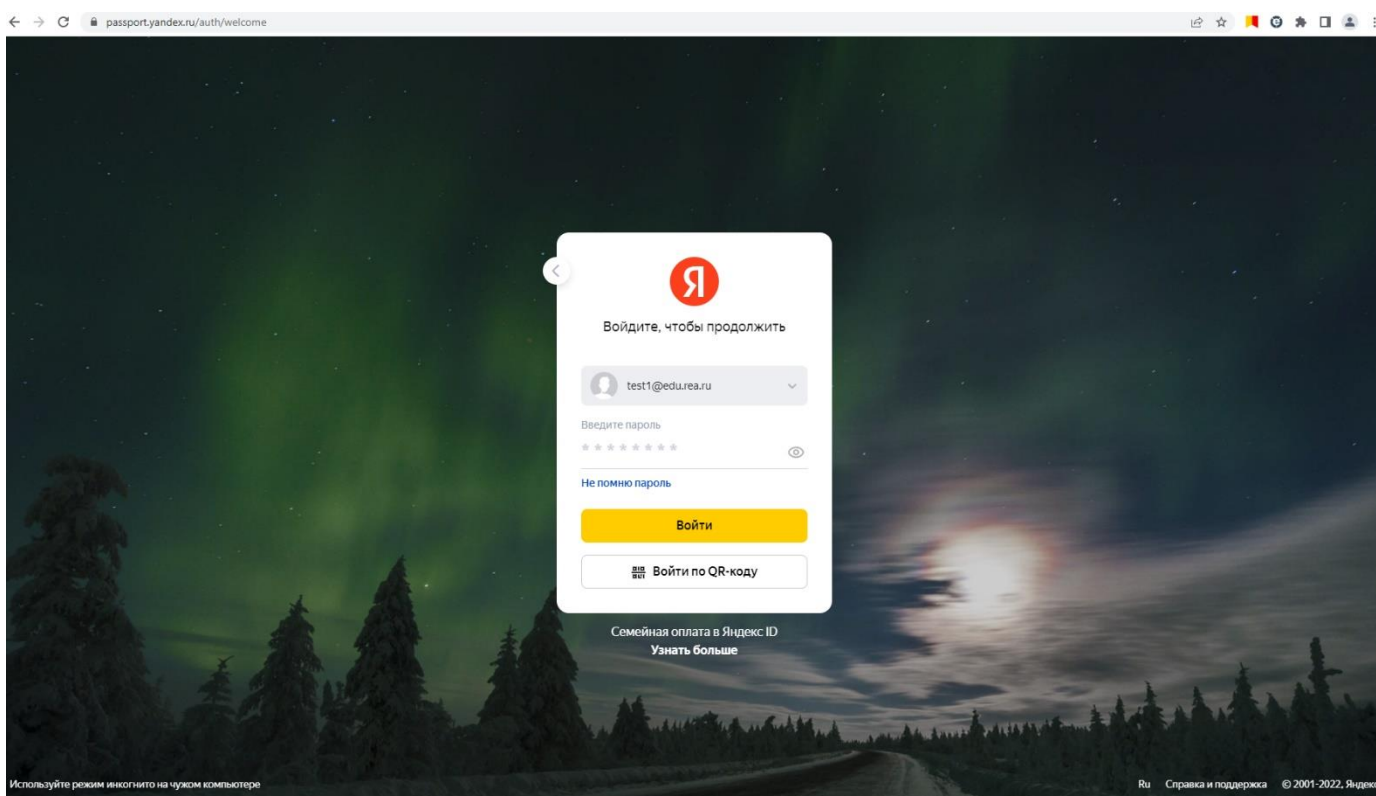 passport.yandex.ru/auth/welcome
Я
Войдите, чтобы продолжить
test1@edu.rea.ru
Введите пароль
Не помню пароль
Войти
Войти по QR-коду
Семейная оплата в Яндекс ID
Узнать больше
Используйте режим инкогнито на чужом компьютере
Ru Справка и поддержка © 2001-2022, Яндекс